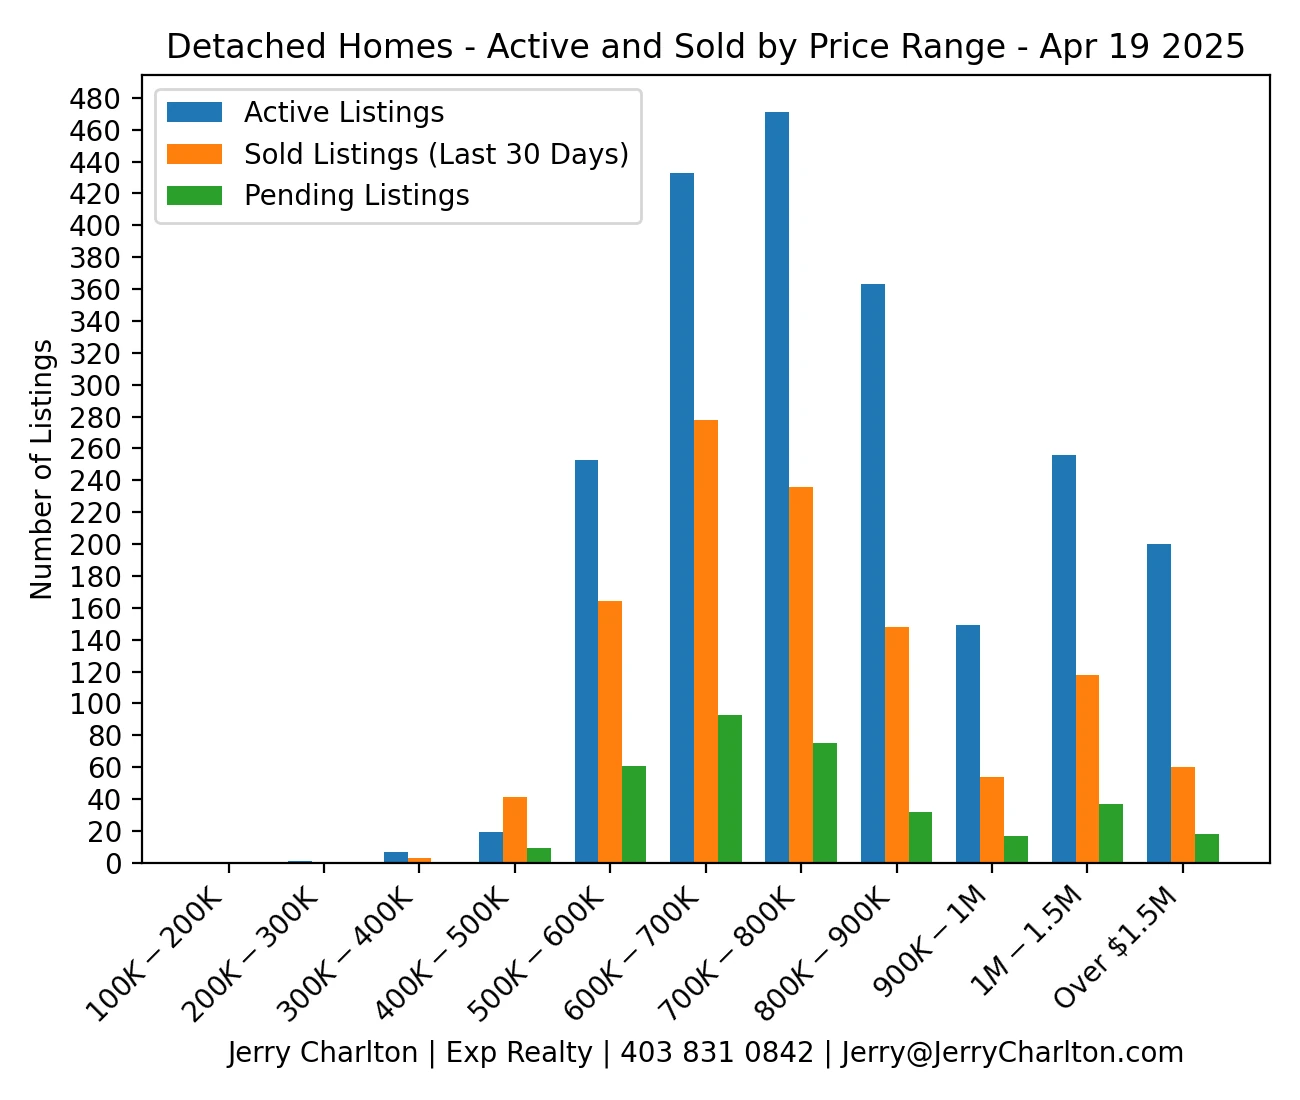 Detached Homes - Active and Sold by Price Range - Apr 19 2025
Active Listings
Sold Listings (Last 30 Days)
Pending Listings
480
460
440
420
400
380
360
340
320
300
280
260
240
220
200
180
160
140
120
100
80
60
40
20
0
Number of Listings
100K − 200K
200K − 300K
300K − 400K
400K − 500K
500K − 600K
600K − 700K
700K − 800K
800K − 900K
900K − 1M
1M − 1.5M
Over $1.5M
Jerry Charlton | Exp Realty | 403 831 0842 | Jerry@JerryCharlton.com